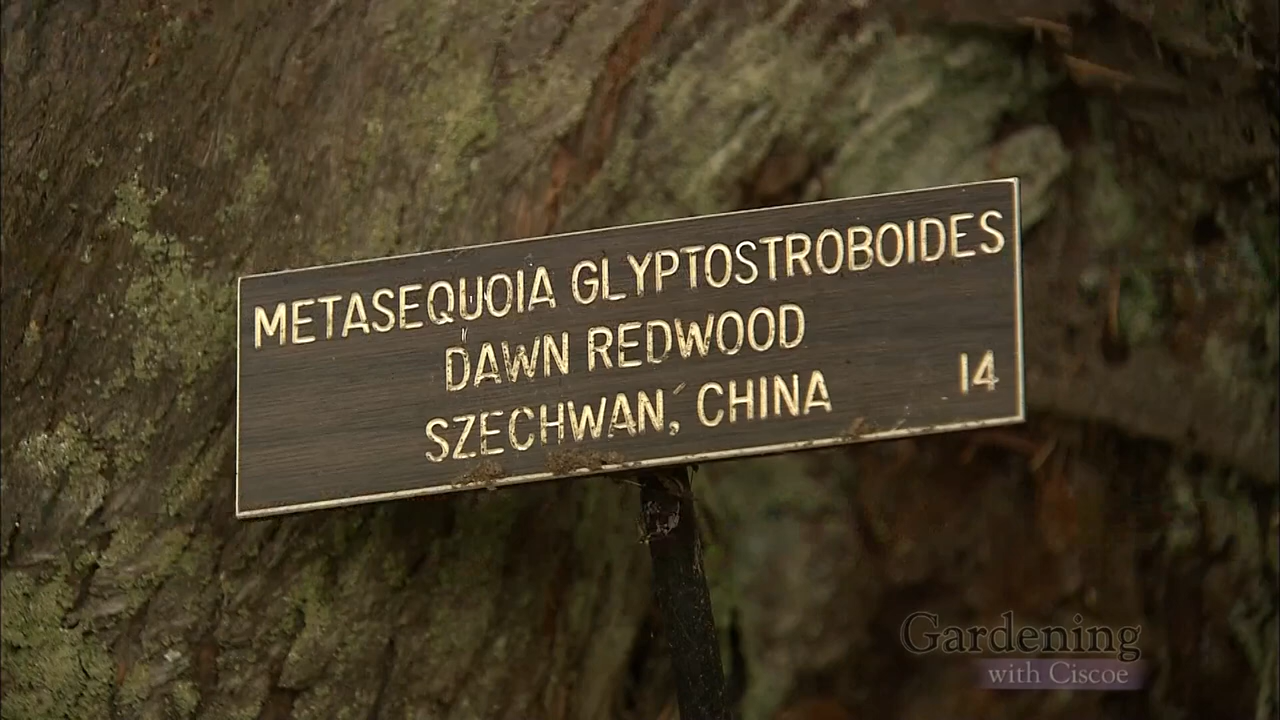 METASEQUOIA GLYPTOSTROBOIDES
DAWN REDWOOD
SZECHWAN, CHINA
14
Gardening
with Ciscoe